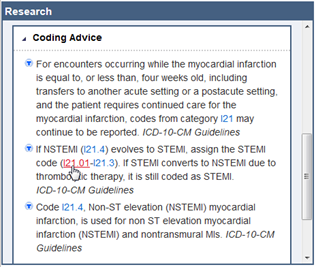 Research
Coding Advice
For encounters occurring while the myocardial infarction
is equal to, or less than, four weeks old, including
transfers to another acute setting or a postacute setting,
and the patient requires continued care for the
myocardial infarction, codes from category I21 may
continue to be reported. ICD-10-CM Guidelines
If NSTEMI (I21.4) evolves to STEMI, assign the STEMI
code (I21.01-I21.3). If STEMI converts to NSTEMI due to
thrombolytic therapy, it is still coded as STEMI.
ICD-10-CM Guidelines
Code I21.4, Non-ST elevation (NSTEMI) myocardial
infarction, is used for non ST elevation myocardial
infarction (NSTEMI) and nontransmural MIs. ICD-10-CM
Guidelines